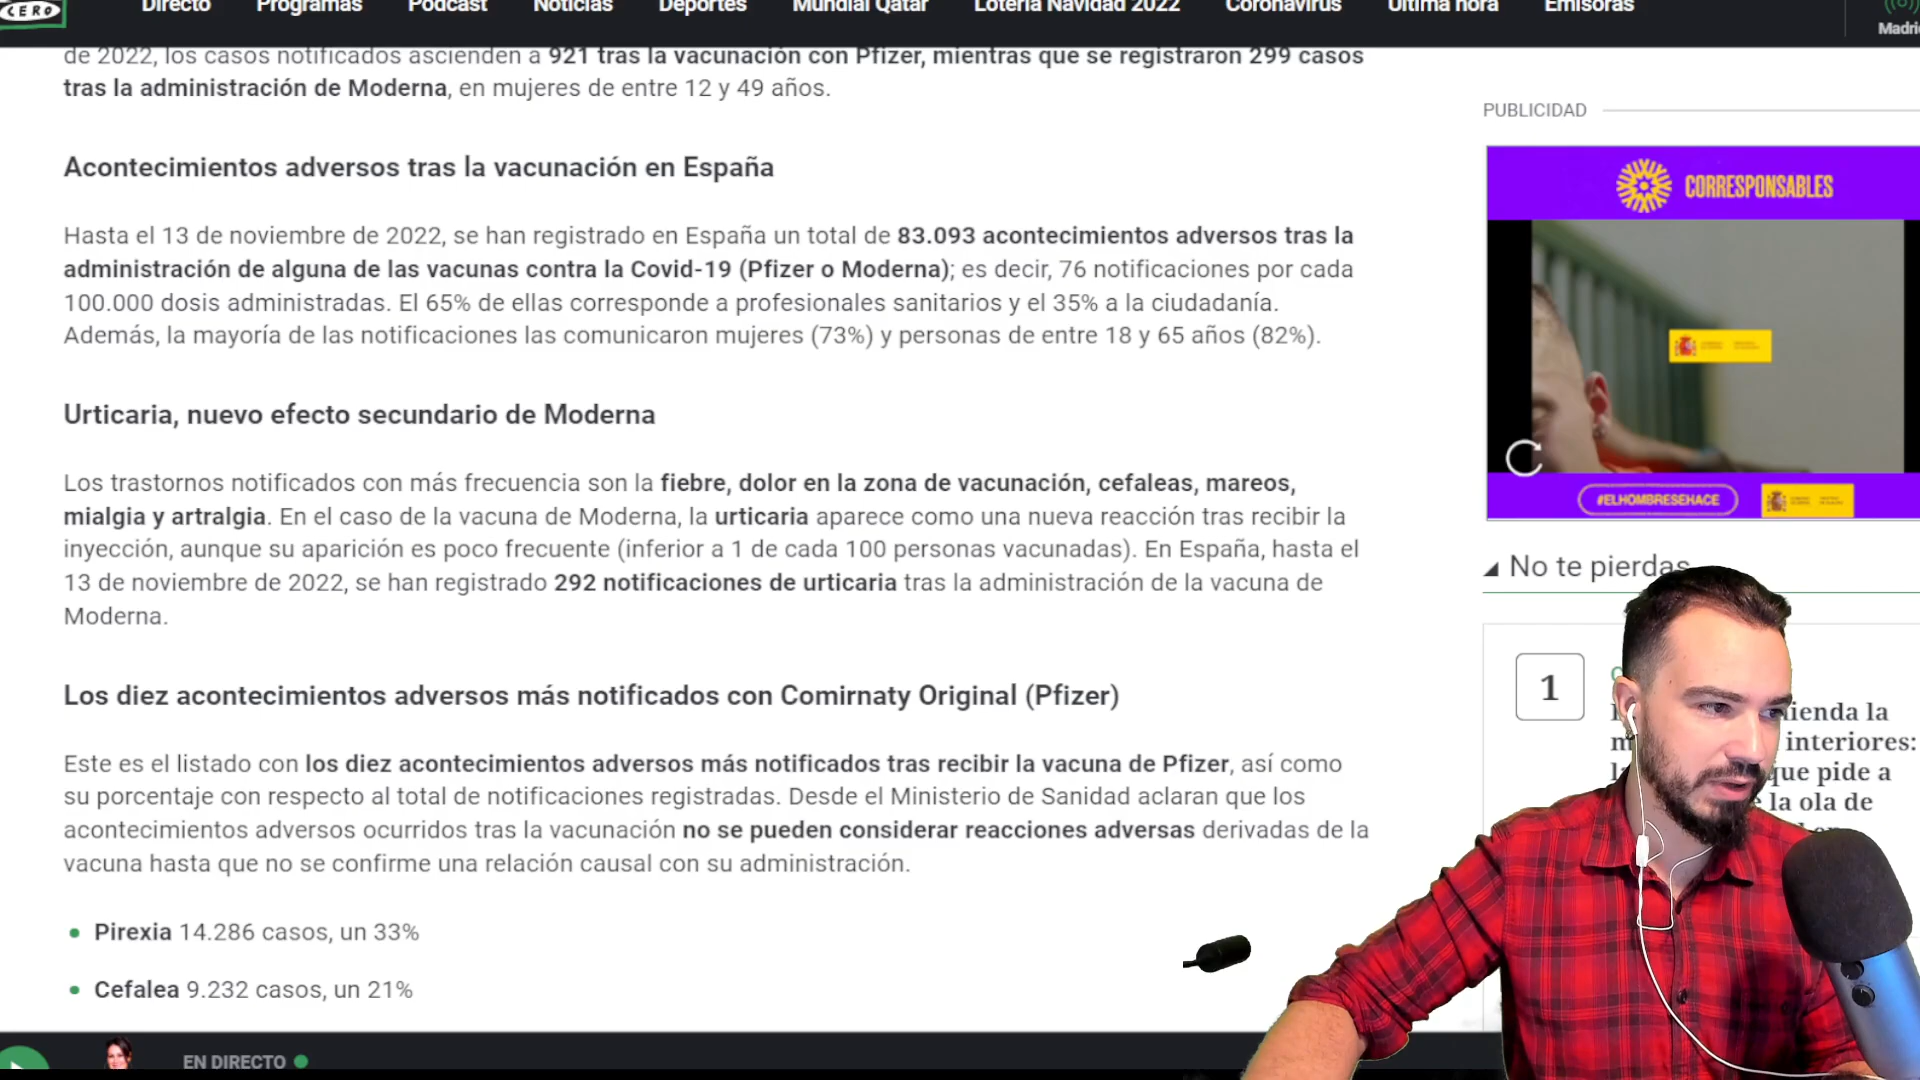 CERO
Directo Programas Podcast Noticias Deportes Mundial Qatar Lotería Navidad 2022 Coronavirus Última hora Emisoras
de 2022, los casos notificados ascienden a 921 tras la vacunación con Pfizer, mientras que se registraron 299 casos
tras la administración de Moderna, en mujeres de entre 12 y 49 años.
Acontecimientos adversos tras la vacunación en España
Hasta el 13 de noviembre de 2022, se han registrado en España un total de 83.093 acontecimientos adversos tras la
administración de alguna de las vacunas contra la Covid-19 (Pfizer o Moderna); es decir, 76 notificaciones por cada
100.000 dosis administradas. El 65% de ellas corresponde a profesionales sanitarios y el 35% a la ciudadanía.
Además, la mayoría de las notificaciones las comunicaron mujeres (73%) y personas de entre 18 y 65 años (82%).
Urticaria, nuevo efecto secundario de Moderna
Los trastornos notificados con más frecuencia son la fiebre, dolor en la zona de vacunación, cefaleas, mareos,
mialgia y artralgia. En el caso de la vacuna de Moderna, la urticaria aparece como una nueva reacción tras recibir la
inyección, aunque su aparición es poco frecuente (inferior a 1 de cada 100 personas vacunadas). En España, hasta el
13 de noviembre de 2022, se han registrado 292 notificaciones de urticaria tras la administración de la vacuna de
Moderna.
Los diez acontecimientos adversos más notificados con Comirnaty Original (Pfizer)
Este es el listado con los diez acontecimientos adversos más notificados tras recibir la vacuna de Pfizer, así como
su porcentaje con respecto al total de notificaciones registradas. Desde el Ministerio de Sanidad aclaran que los
acontecimientos adversos ocurridos tras la vacunación no se pueden considerar reacciones adversas derivadas de la
vacuna hasta que no se confirme una relación causal con su administración.
Pirexia 14.286 casos, un 33%
Cefalea 9.232 casos, un 21%
EN DIRECTO
PUBLICIDAD
CORRESPONSABLES
#ELHOMBRESEHACE
No te pierdas
1
la
interiores:
que pide a
la ola de